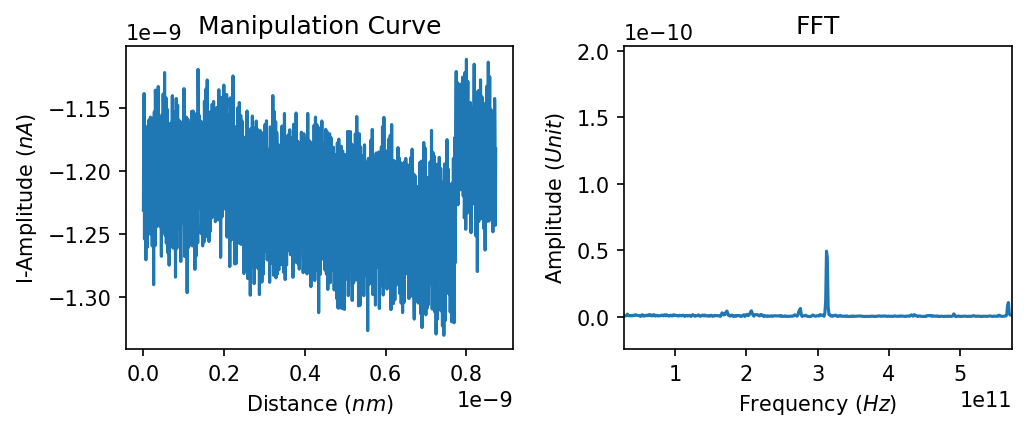 Manipulation Curve
1e−9
I-Amplitude (nA)
−1.15
−1.20
−1.25
−1.30
0.0 0.2 0.4 0.6 0.8
1e−9
Distance (nm)
FFT
1e−10
Amplitude (Unit)
2.0
1.5
1.0
0.5
0.0
1 2 3 4 5
1e11
Frequency (Hz)